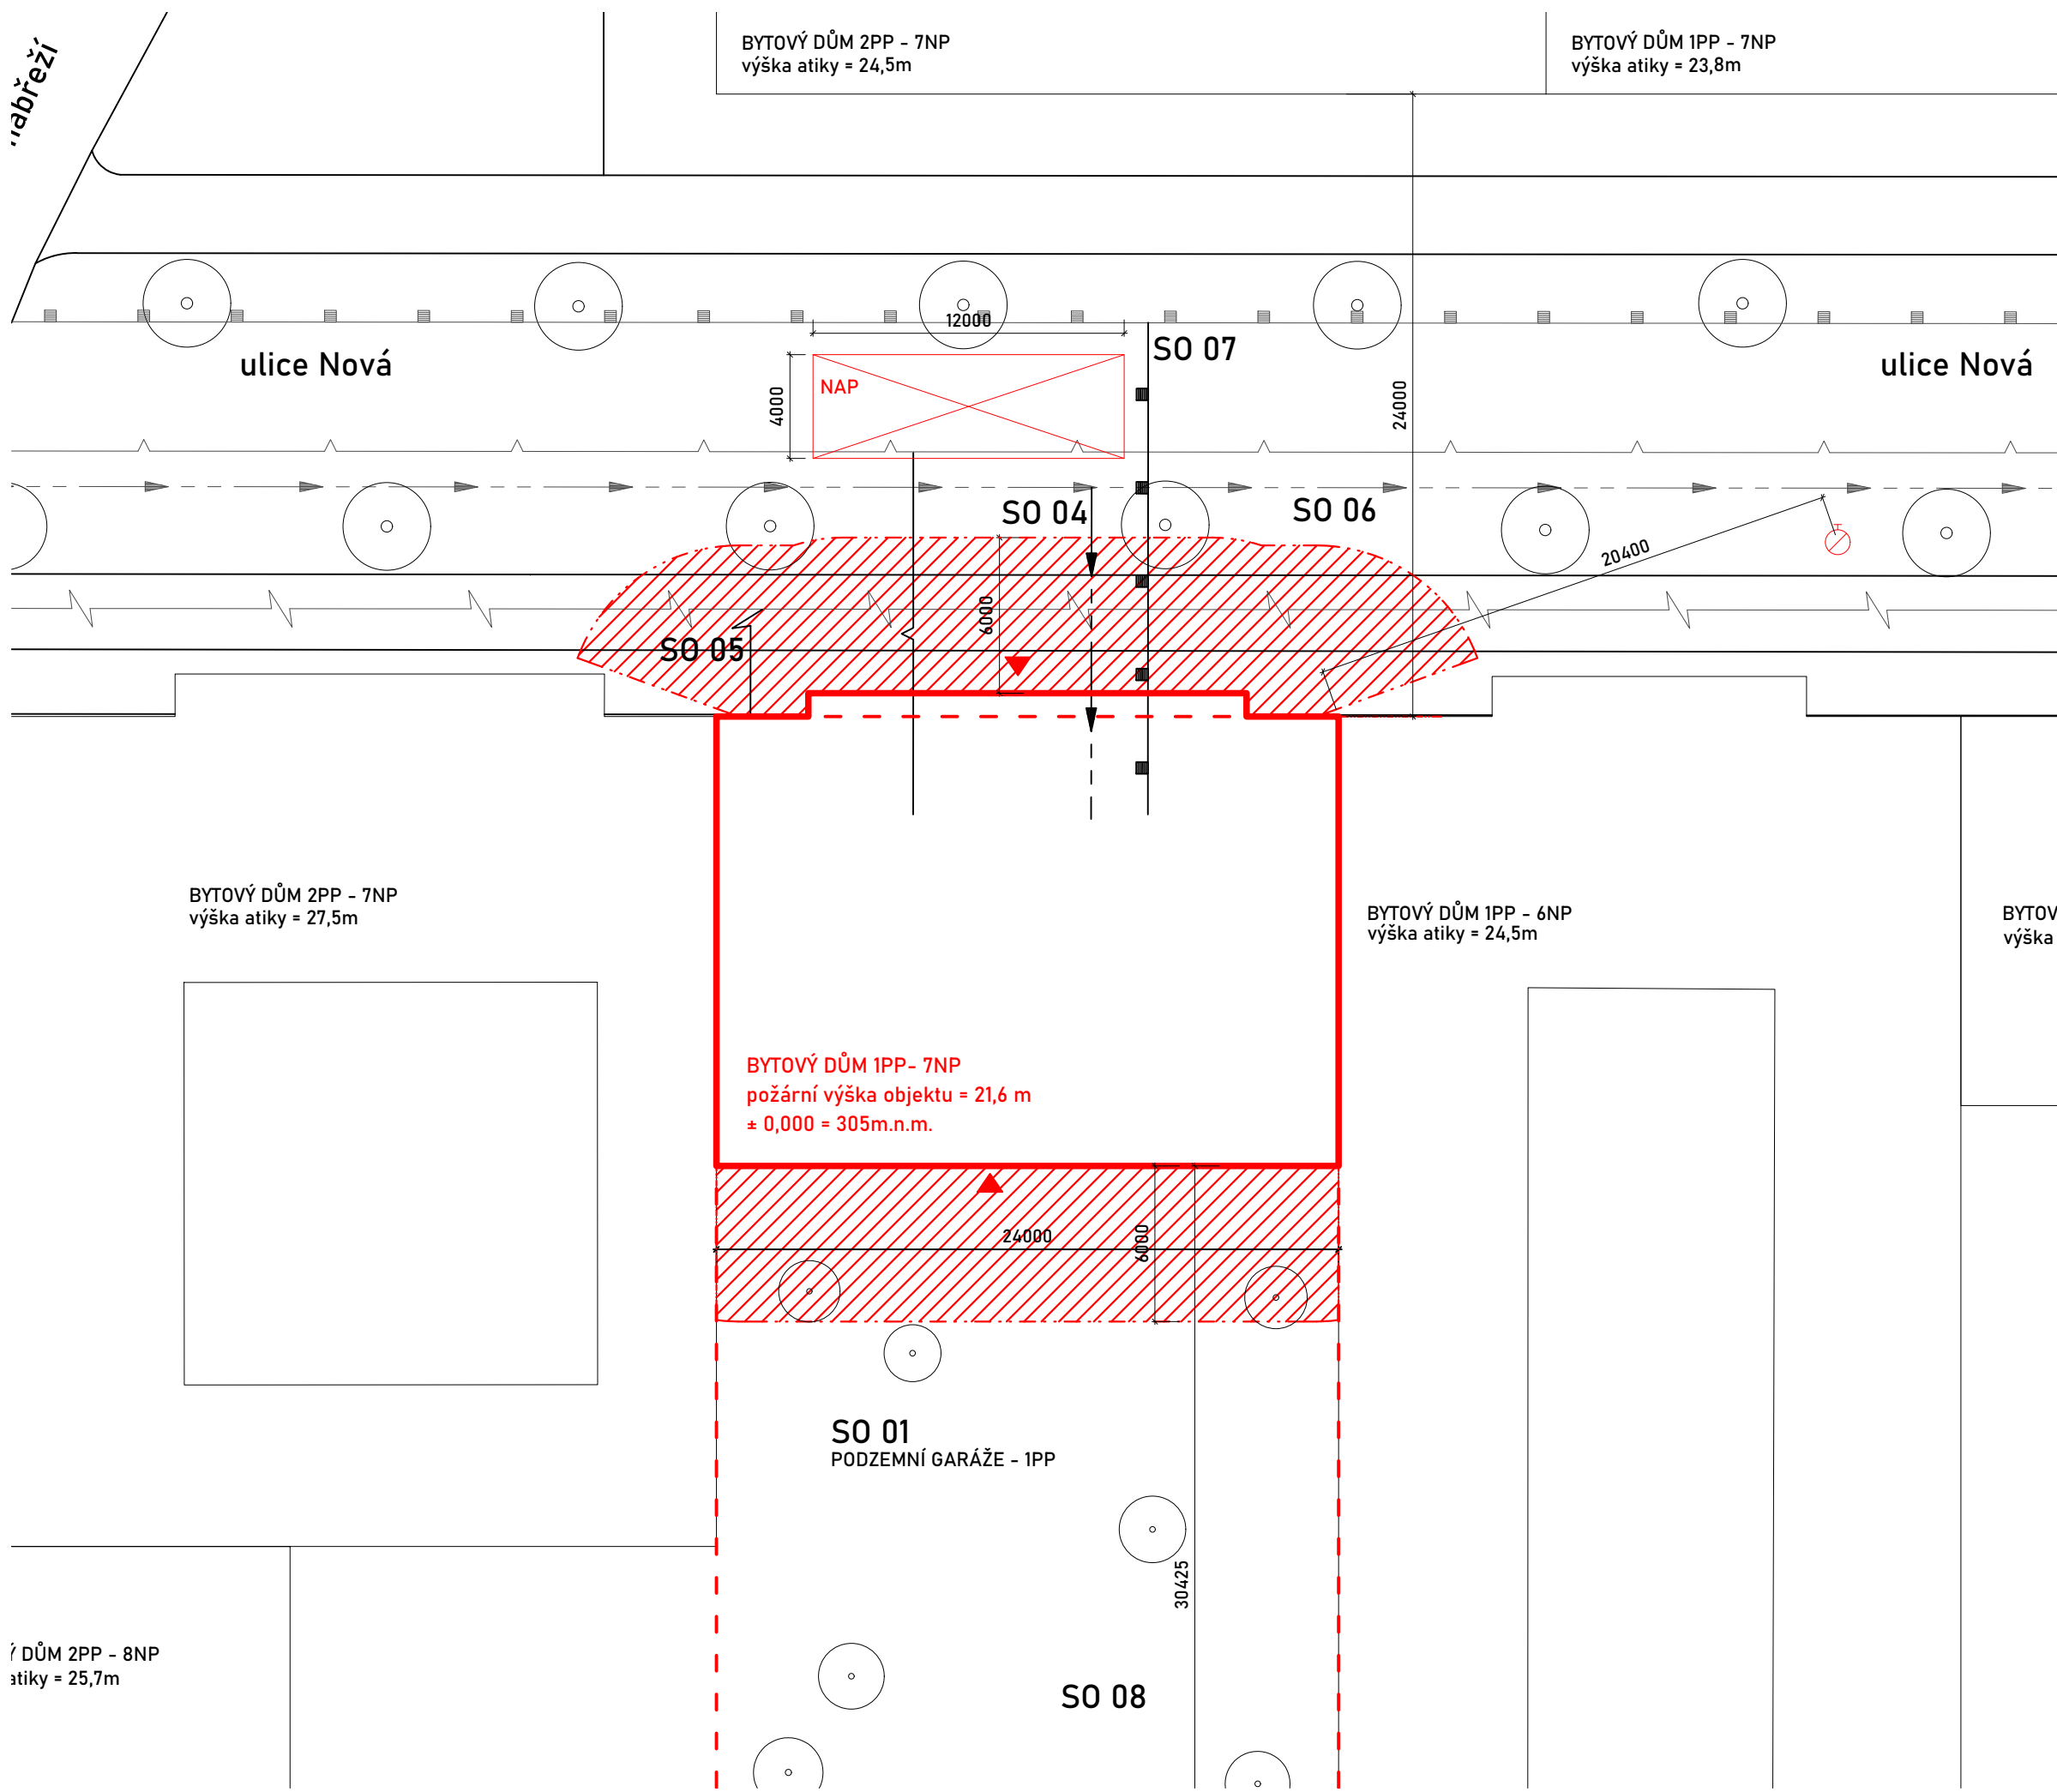 nábřeží
BYTOVÝ DŮM 2PP - 7NP
výška atiky = 24,5m
BYTOVÝ DŮM 1PP - 7NP
výška atiky = 23,8m
12000
ulice Nová
SO 07
ulice Nová
NAP
4000
24000
SO 04
SO 06
20400
6000
SO 05
BYTOVÝ DŮM 2PP - 7NP
výška atiky = 27,5m
BYTOVÝ DŮM 1PP - 6NP
výška atiky = 24,5m
BYTOV
výška
BYTOVÝ DŮM 1PP- 7NP
požární výška objektu = 21,6 m
± 0,000 = 305m.n.m.
24000
6000
SO 01
PODZEMNÍ GARÁŽE - 1PP
30425
Ý DŮM 2PP - 8NP
atiky = 25,7m
SO 08